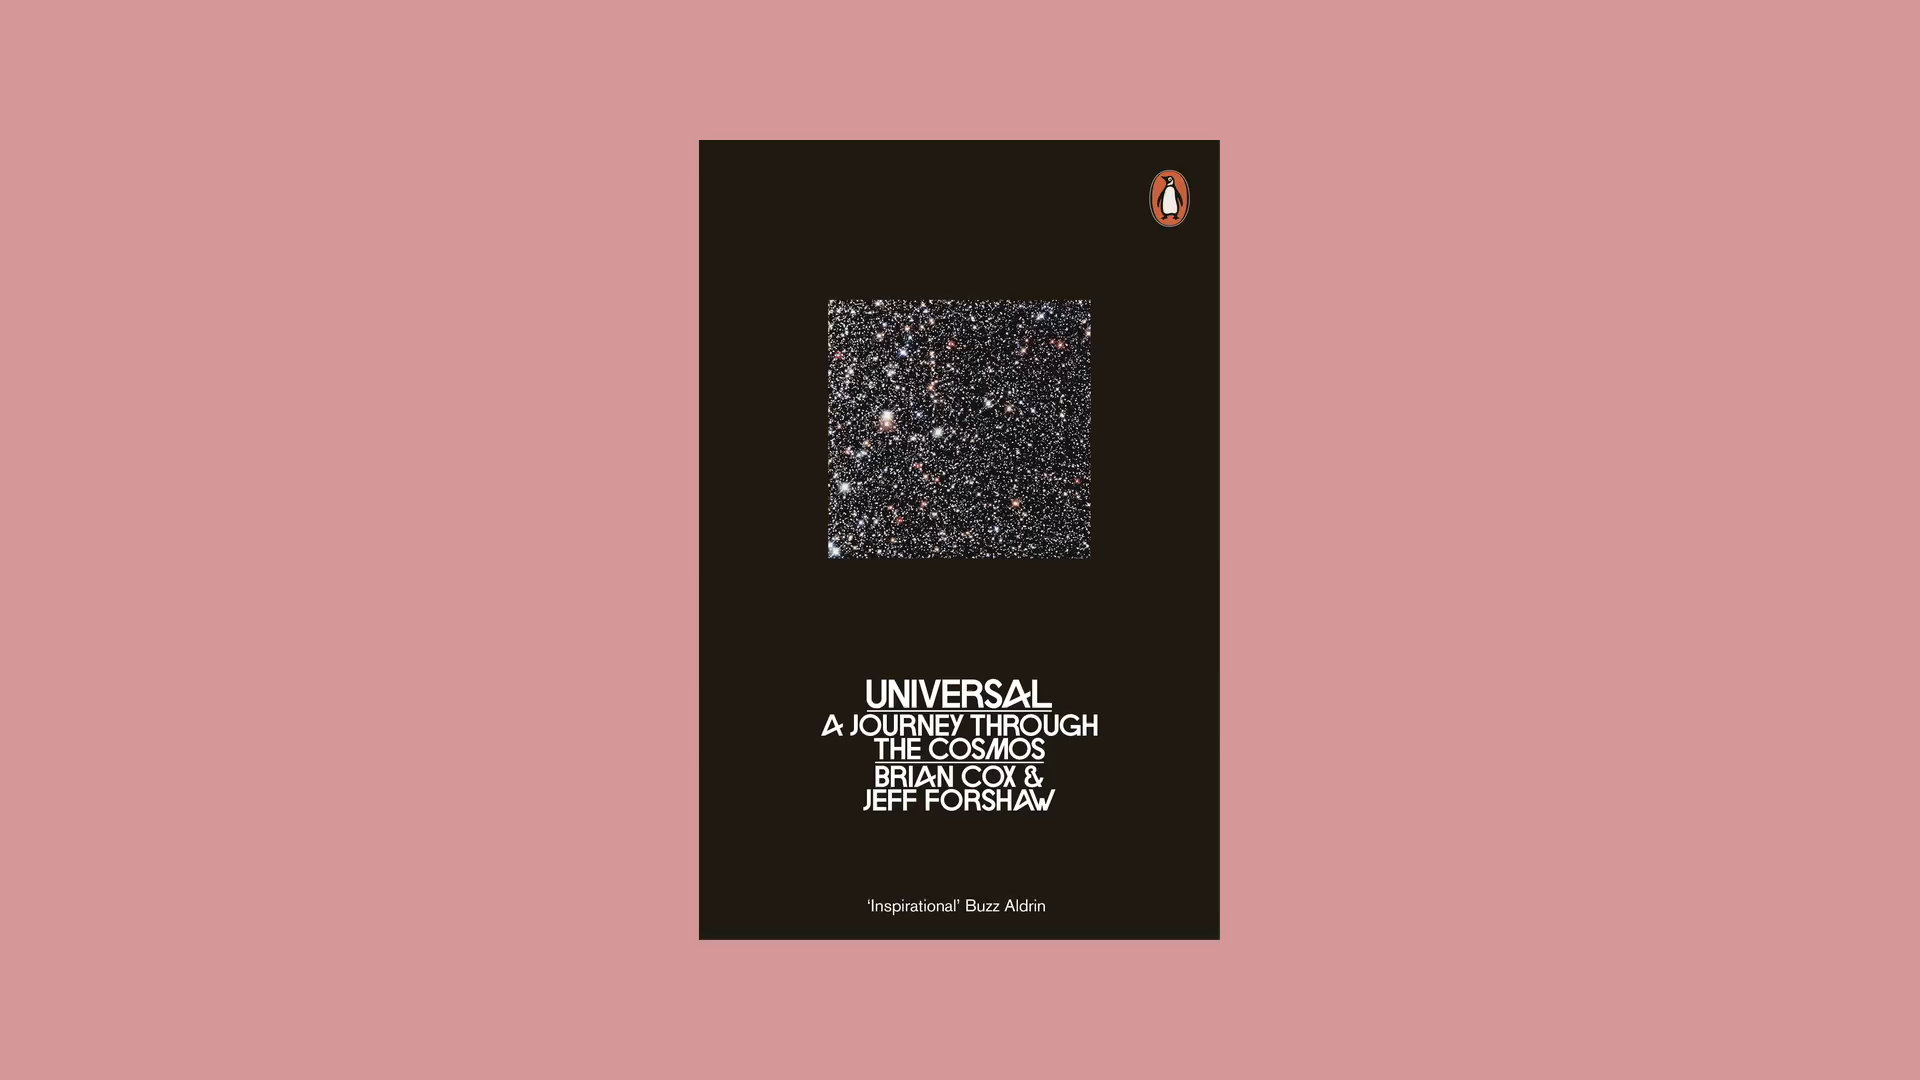 UNIVERSAL
A JOURNEY THROUGH
THE COSMOS
BRIAN COX &
JEFF FORSHAW
‘Inspirational’ Buzz Aldrin